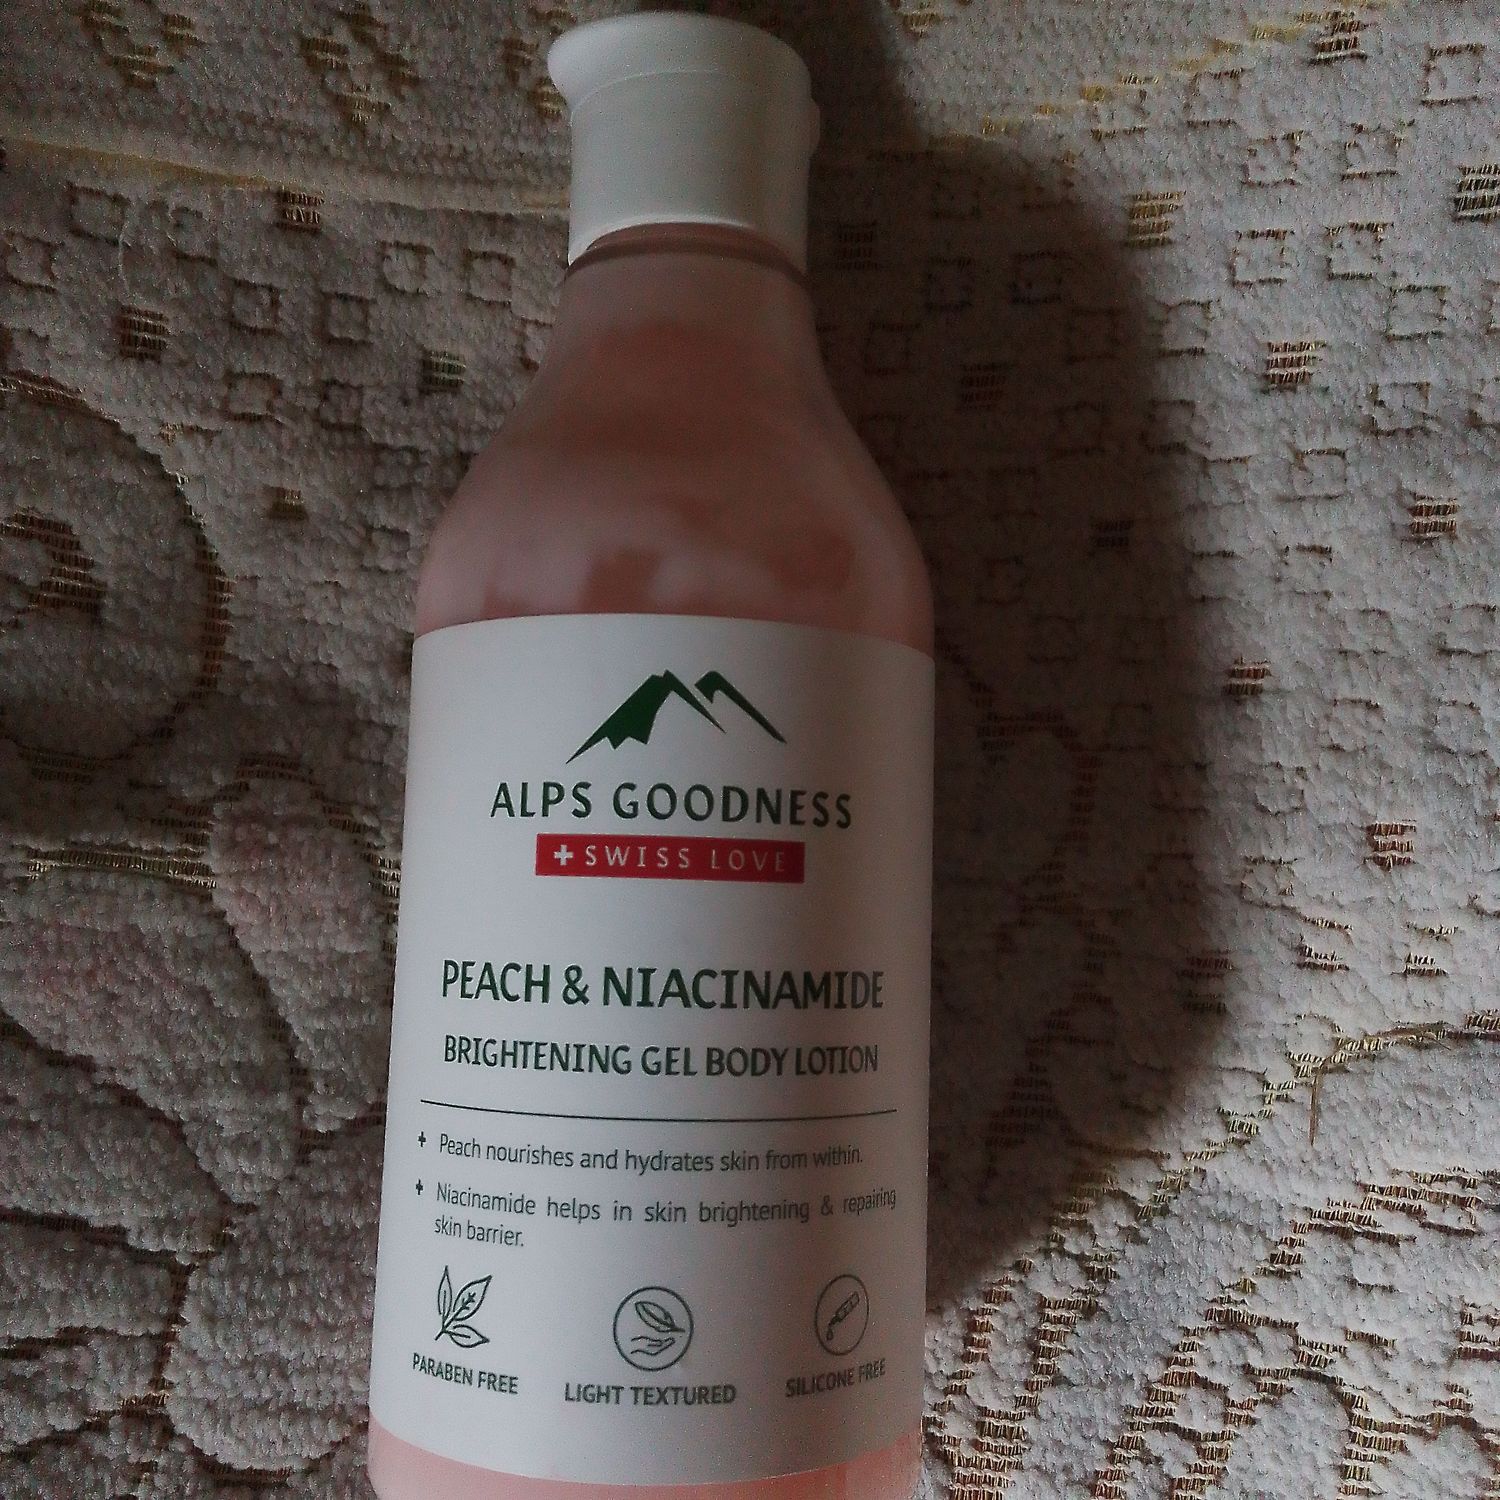 ALPS GOODNESS
SWISS LOVE
PEACH & NIACINAMIDE
BRIGHTENING GEL BODY LOTION
Peach nourishes and hydrates skin from within.
Niacinamide helps in skin brightening & repairing
skin barrier.
PARABEN FREE
LIGHT TEXTURED
SILICONE FREE